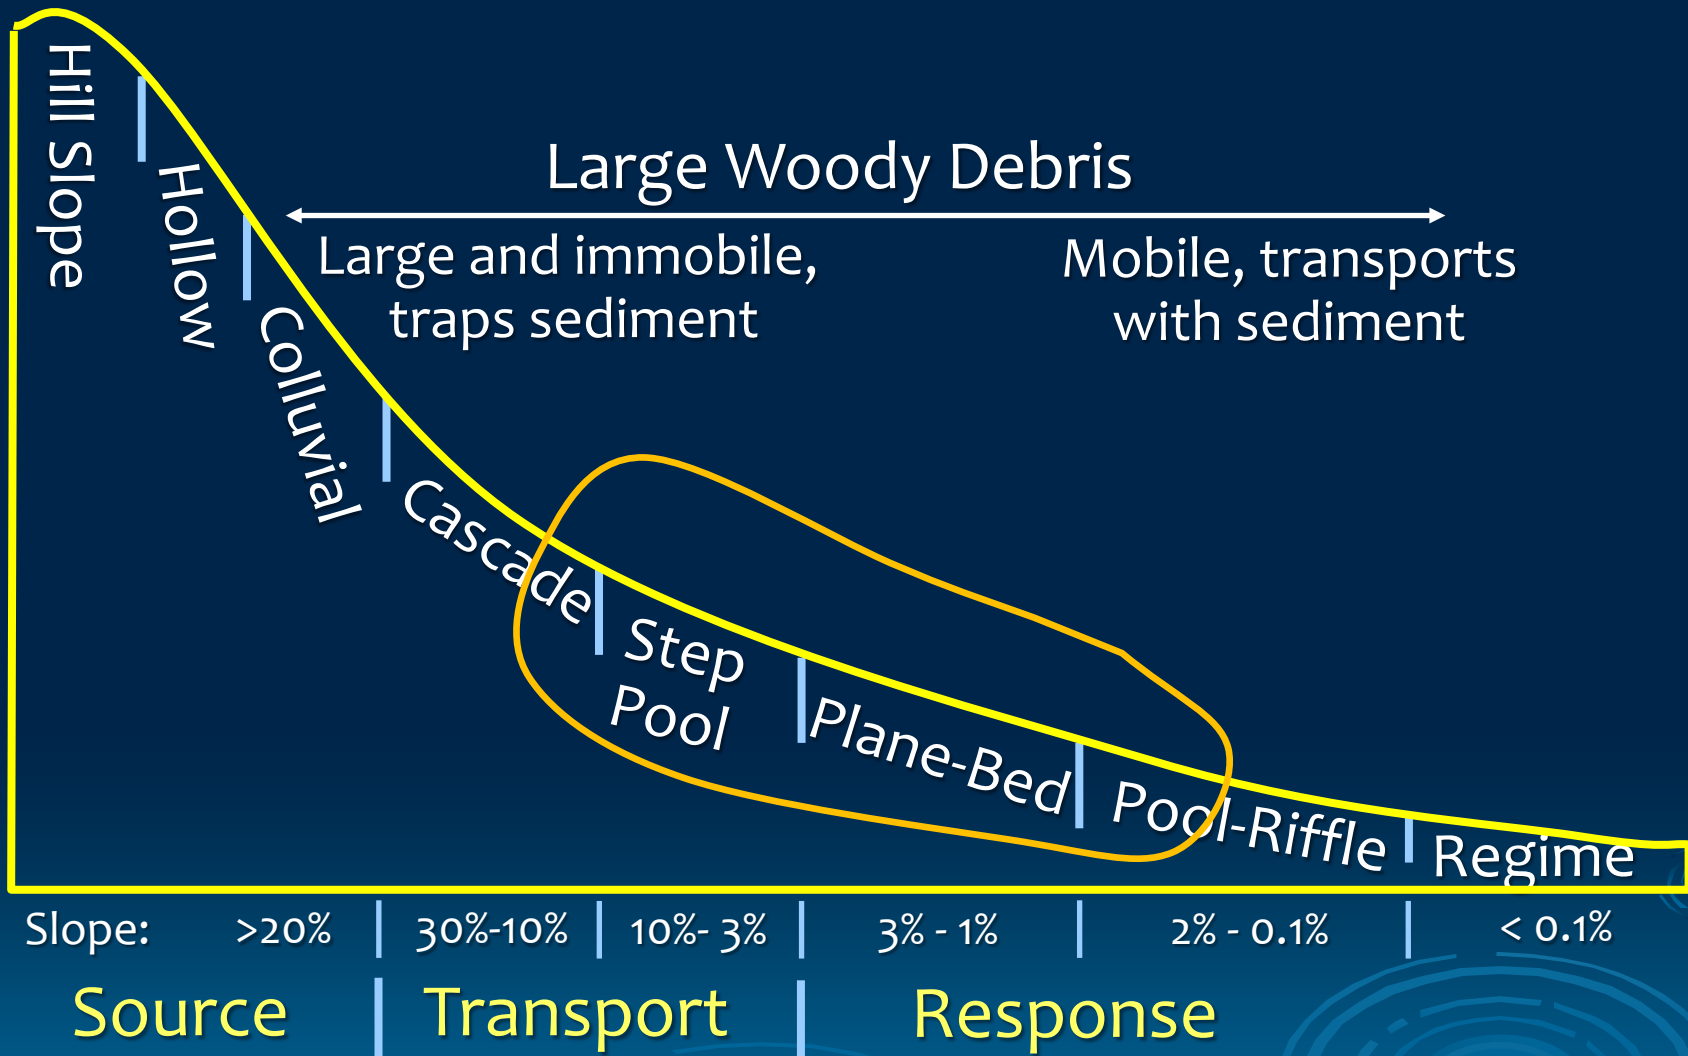 Hill Slope
Hollow
Colluvial
Large Woody Debris
Large and immobile,
traps sediment
Mobile, transports
with sediment
Cascade
Step
Pool
Plane-Bed
Pool-Riffle
Regime
Slope: >20% 30%-10% 10%- 3% 3% - 1% 2% - 0.1% < 0.1%
Source Transport Response